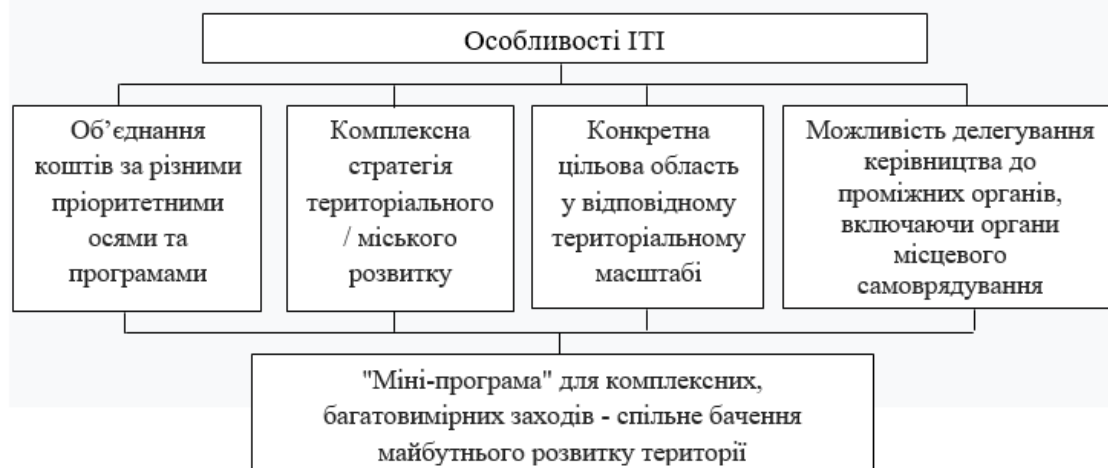 Особливості ІТІ
Об’єднання
коштів за різними
пріоритетними
осями та
програмами
Комплексна
стратегія
територіального
/ міського
розвитку
Конкретна
цільова область
у відповідному
територіальному
масштабі
Можливість делегування
керівництва до
проміжних органів,
включаючи органи
місцевого
самоврядування
"Міні-програма" для комплексних,
багатовимірних заходів - спільне бачення
майбутнього розвитку території